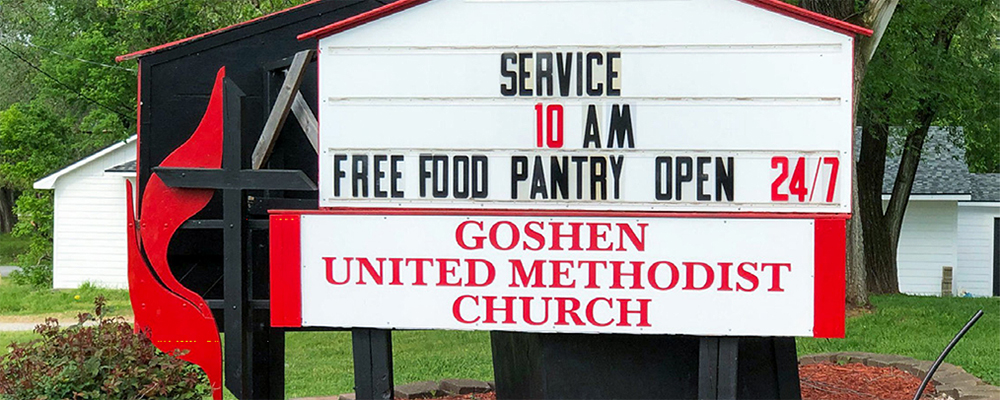 SERVICE
10 AM
FREE FOOD PANTRY OPEN 24/7
GOSHEN
UNITED METHODIST
CHURCH